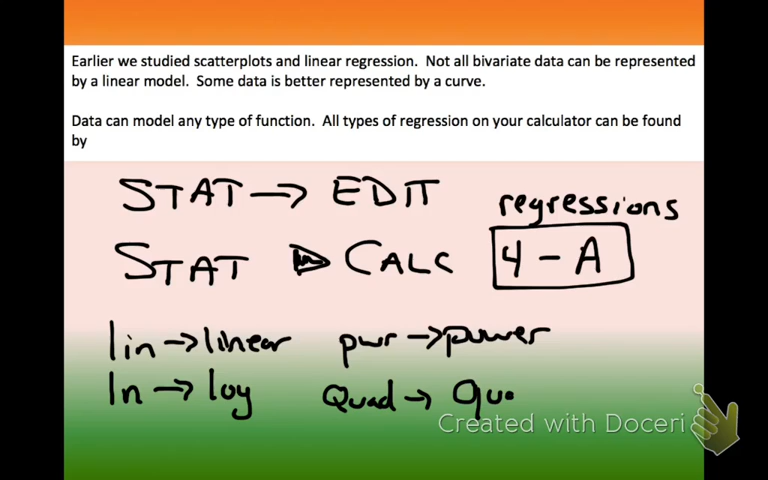 Earlier we studied scatterplots and linear regression. Not all bivariate data can be represented
by a linear model. Some data is better represented by a curve.
Data can model any type of function. All types of regression on your calculator can be found
by
STAT → EDIT
regressions
STAT ▷ CALC 4 - A
lin → linear pwr → power
ln → log Quad → qua
Created with Doceri